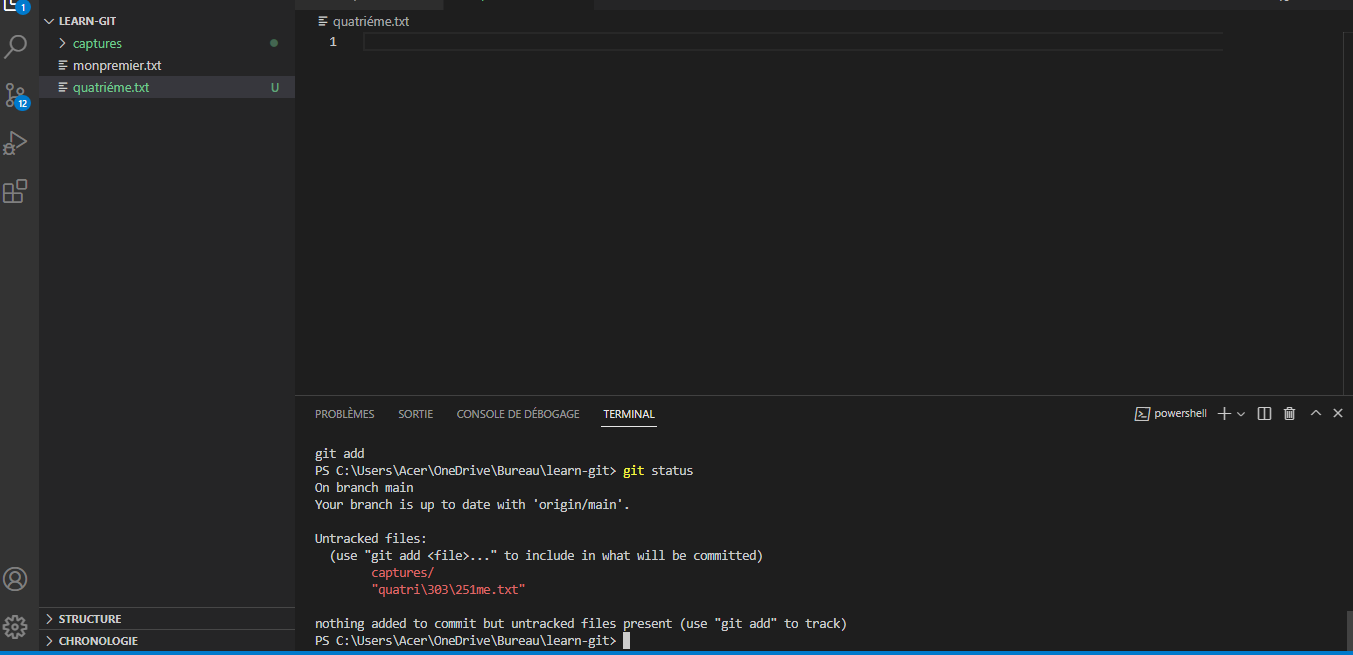 1
LEARN-GIT
captures
monpremier.txt
quatriéme.txt U
12
quatriéme.txt
1
PROBLÈMES SORTIE CONSOLE DE DÉBOGAGE TERMINAL
powershell
git add
PS C:\Users\Acer\OneDrive\Bureau\learn-git> git status
On branch main
Your branch is up to date with 'origin/main'.
Untracked files:
(use "git add <file>..." to include in what will be committed)
captures/
"quatri\303\251me.txt"
nothing added to commit but untracked files present (use "git add" to track)
PS C:\Users\Acer\OneDrive\Bureau\learn-git>
STRUCTURE
CHRONOLOGIE